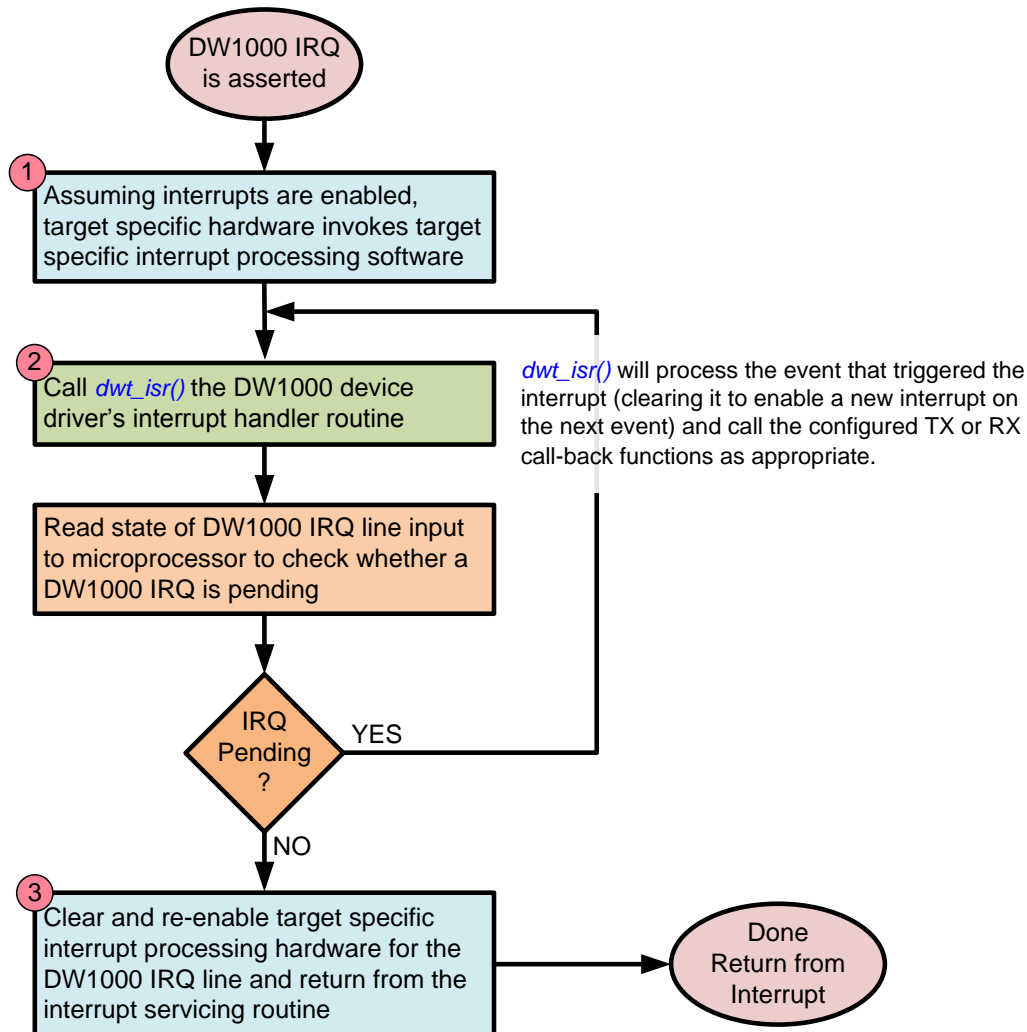 DW1000 IRQ
is asserted
1
Assuming interrupts are enabled,
target specific hardware invokes target
specific interrupt processing software
2
Call dwt_isr() the DW1000 device
driver's interrupt handler routine
dwt_isr() will process the event that triggered the
interrupt (clearing it to enable a new interrupt on
the next event) and call the configured TX or RX
call-back functions as appropriate.
Read state of DW1000 IRQ line input
to microprocessor to check whether a
DW1000 IRQ is pending
IRQ
Pending
?
YES
NO
3
Clear and re-enable target specific
interrupt processing hardware for the
DW1000 IRQ line and return from the
interrupt servicing routine
Done
Return from
Interrupt